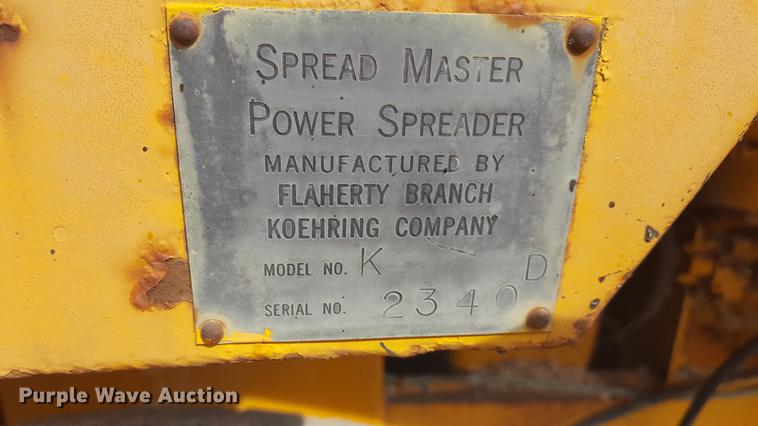 SPREAD MASTER
POWER SPREADER
MANUFACTURED BY
FLAHERTY BRANCH
KOEHRING COMPANY
MODEL NO. K D
SERIAL NO. 2340
Purple Wave Auction